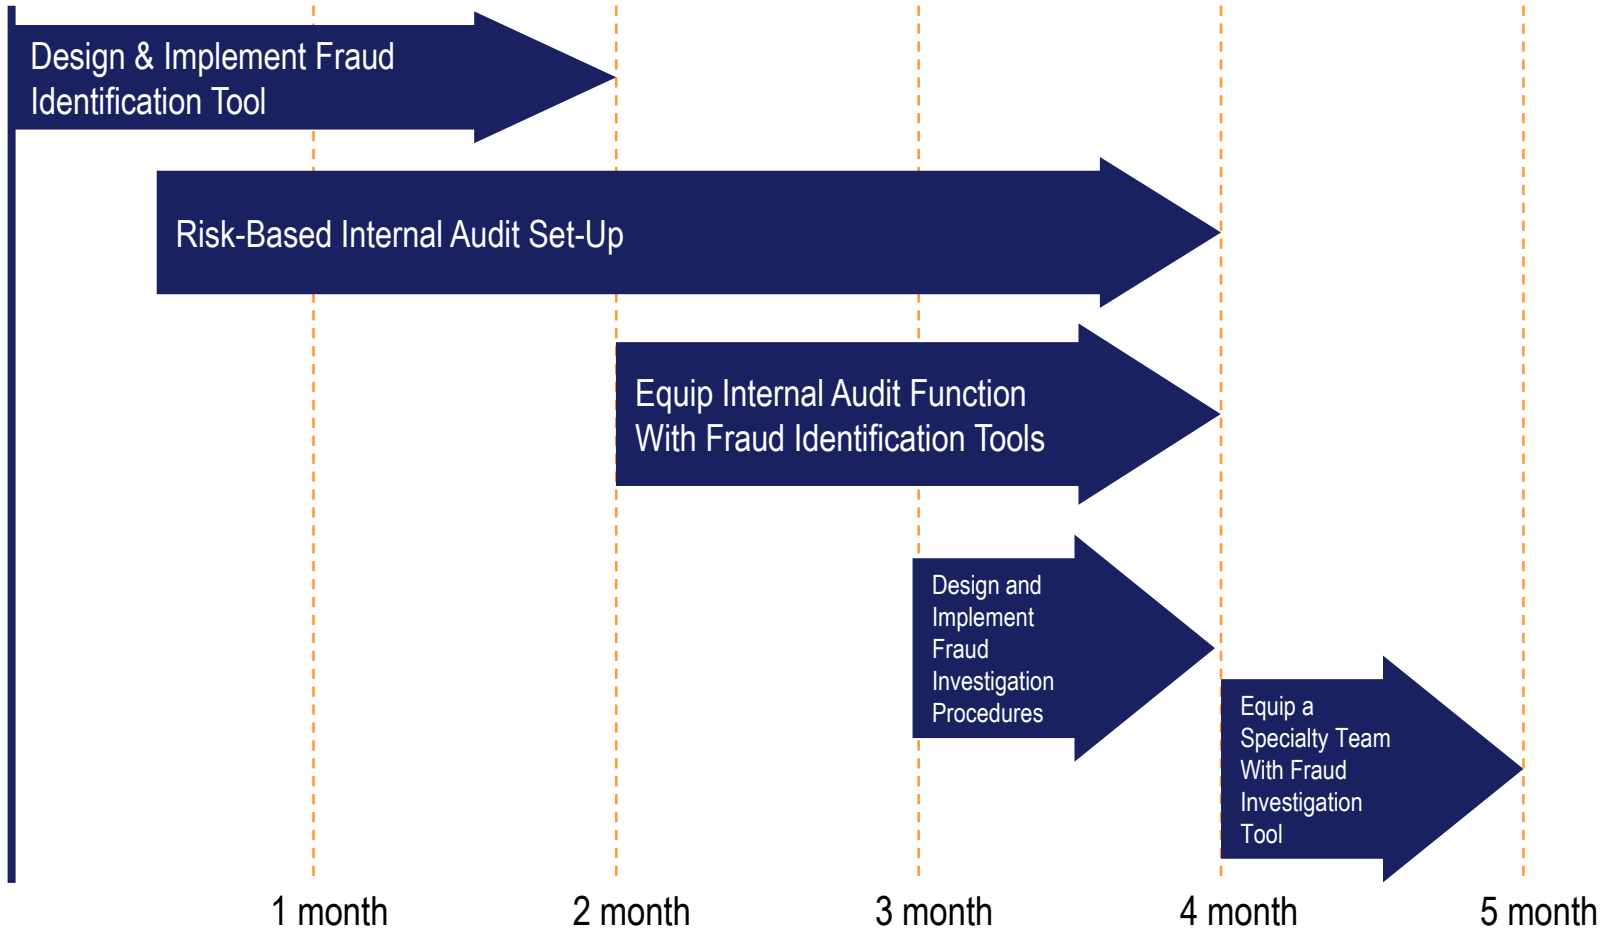 Design & Implement Fraud
Identification Tool
Risk-Based Internal Audit Set-Up
Equip Internal Audit Function
With Fraud Identification Tools
Design and
Implement
Fraud
Investigation
Procedures
Equip a
Specialty Team
With Fraud
Investigation
Tool
1 month
2 month
3 month
4 month
5 month